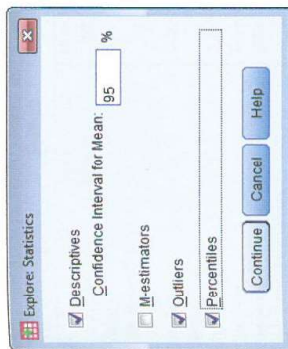 Explore: Statistics
Descriptives
Confidence Interval for Mean: 95 %
M-estimators
Outliers
Percentiles
Continue Cancel Help